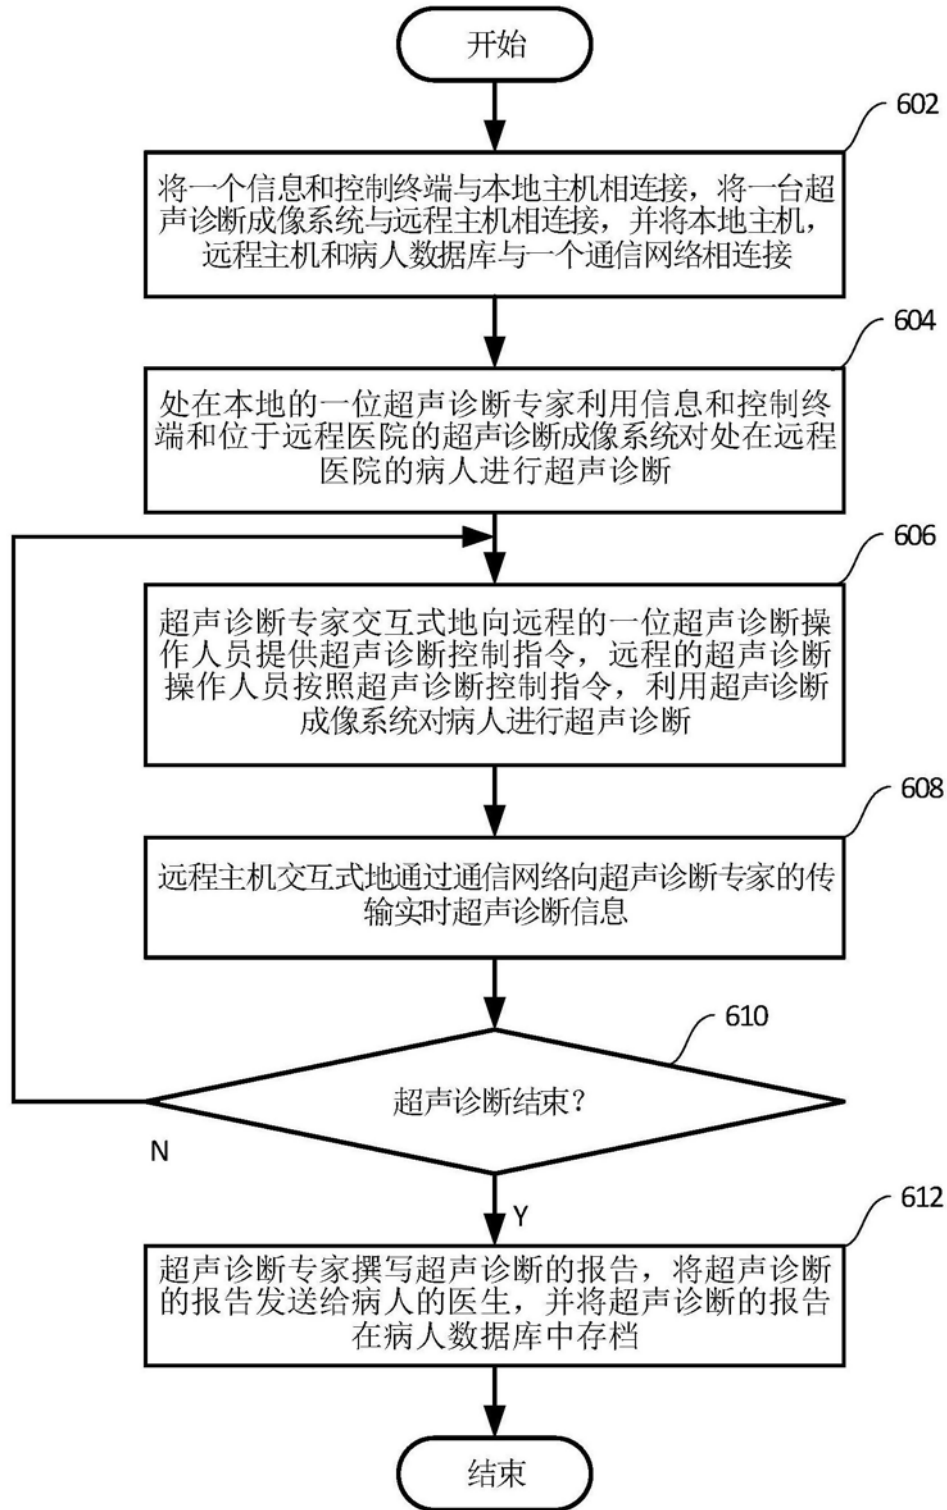 开始
602
将一个信息和控制终端与本地主机相连接，将一台超
声诊断成像系统与远程主机相连接，并将本地主机，
远程主机和病人数据库与一个通信网络相连接
604
处在本地的一位超声诊断专家利用信息和控制终
端和位于远程医院的超声诊断成像系统对处在远程
医院的病人进行超声诊断
606
超声诊断专家交互式地向远程的一位超声诊断操
作人员提供超声诊断控制指令，远程的超声诊断
操作人员按照超声诊断控制指令，利用超声诊断
成像系统对病人进行超声诊断
608
远程主机交互式地通过通信网络向超声诊断专家的传
输实时超声诊断信息
610
超声诊断结束？
N
Y
612
超声诊断专家撰写超声诊断的报告，将超声诊断
的报告发送给病人的医生，并将超声诊断的报告
在病人数据库中存档
结束